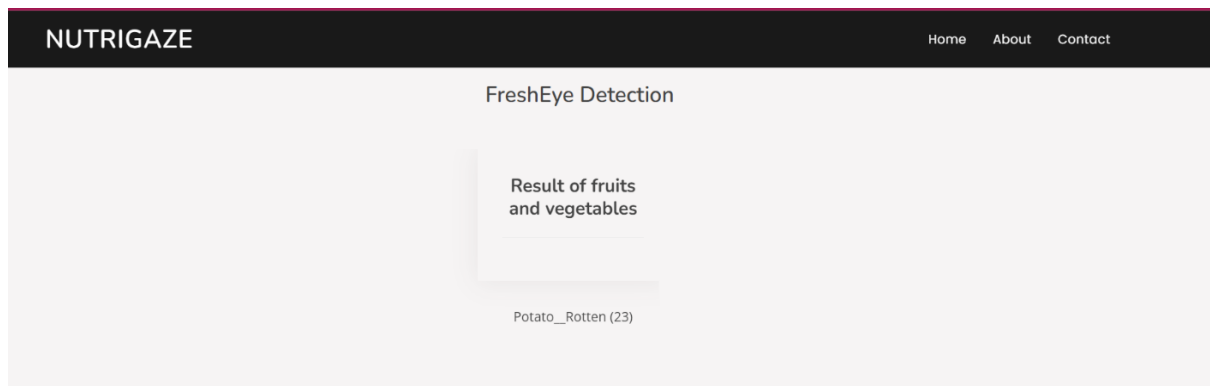 NUTRIGAZE
Home About Contact
FreshEye Detection
Result of fruits
and vegetables
Potato__Rotten (23)